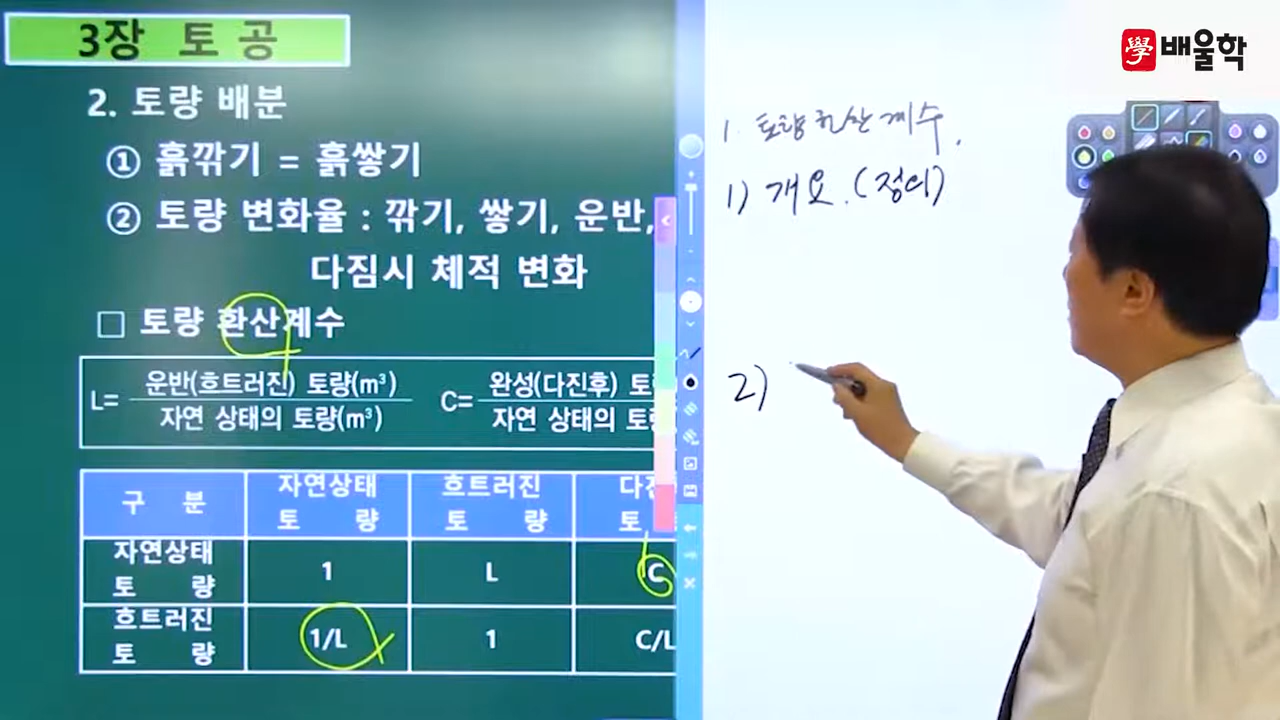 3장 토공
2. 토량 배분
① 흙깎기 = 흙쌓기
② 토량 변화율 : 깎기, 쌓기, 운반,
다짐시 체적 변화
□ 토량 환산계수
L= 운반(흐트러진) 토량(m³) / 자연 상태의 토량(m³)
C= 완성(다진후) 토 / 자연 상태의 토
구 분 자연상태 토 량 흐트러진 토 량 다 토
자연상태 토 량 1 L C
흐트러진 토 량 1/L 1 C/L
學 배울학
1. 토량환산계수.
1) 개요.(정의)
2)